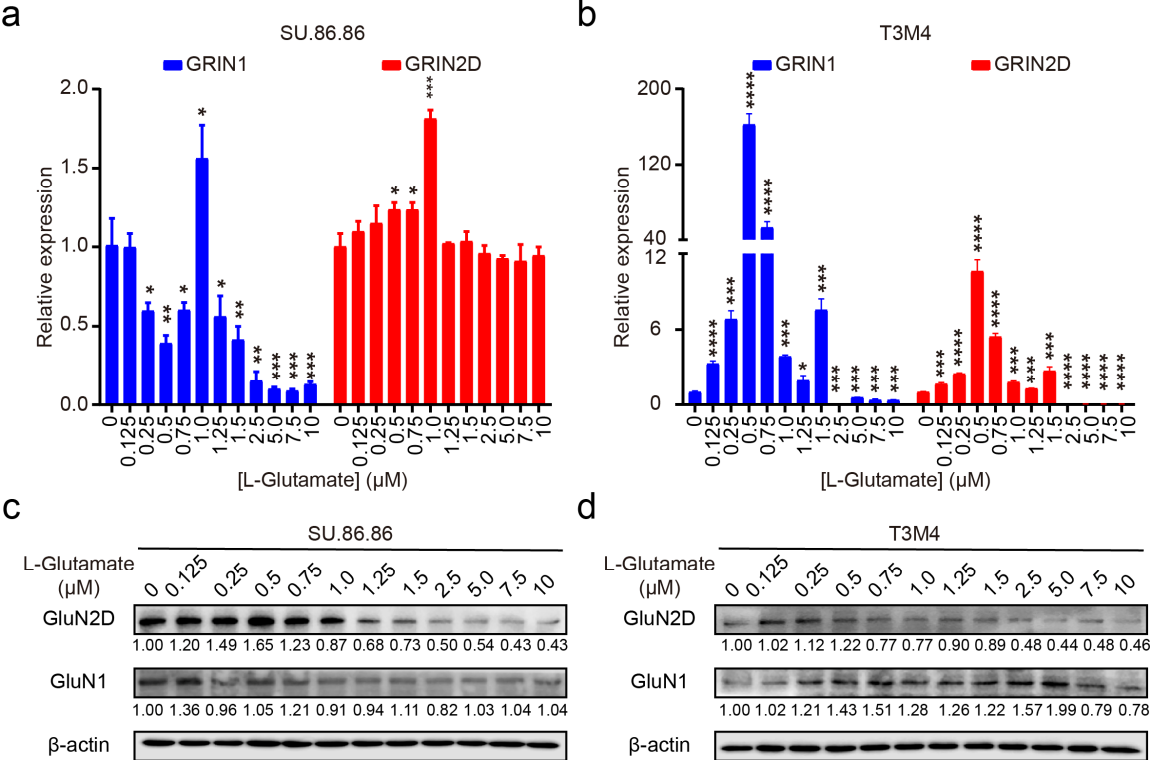 a
SU.86.86
GRIN1 GRIN2D
Relative expression
2.0
1.5
1.0
0.5
0.0
* ** * * * ** ** *** *** *** * * ***
0 0.125 0.25 0.5 0.75 1.0 1.25 1.5 2.5 5.0 7.5 10 0 0.125 0.25 0.5 0.75 1.0 1.25 1.5 2.5 5.0 7.5 10
[L-Glutamate] (μM)
b
T3M4
GRIN1 GRIN2D
Relative expression
200
120
40
12
6
0
**** *** **** **** *** * *** *** *** *** *** *** **** **** **** *** *** *** **** **** **** ****
0 0.125 0.25 0.5 0.75 1.0 1.25 1.5 2.5 5.0 7.5 10 0 0.125 0.25 0.5 0.75 1.0 1.25 1.5 2.5 5.0 7.5 10
[L-Glutamate] (μM)
c
SU.86.86
L-Glutamate
(μM)
0 0.125 0.25 0.5 0.75 1.0 1.25 1.5 2.5 5.0 7.5 10
GluN2D
1.00 1.20 1.49 1.65 1.23 0.87 0.68 0.73 0.50 0.54 0.43 0.43
GluN1
1.00 1.36 0.96 1.05 1.21 0.91 0.94 1.11 0.82 1.03 1.04 1.04
β-actin
d
T3M4
L-Glutamate
(μM)
0 0.125 0.25 0.5 0.75 1.0 1.25 1.5 2.5 5.0 7.5 10
GluN2D
1.00 1.02 1.12 1.22 0.77 0.77 0.90 0.89 0.48 0.44 0.48 0.46
GluN1
1.00 1.02 1.21 1.43 1.51 1.28 1.26 1.22 1.57 1.99 0.79 0.78
β-actin